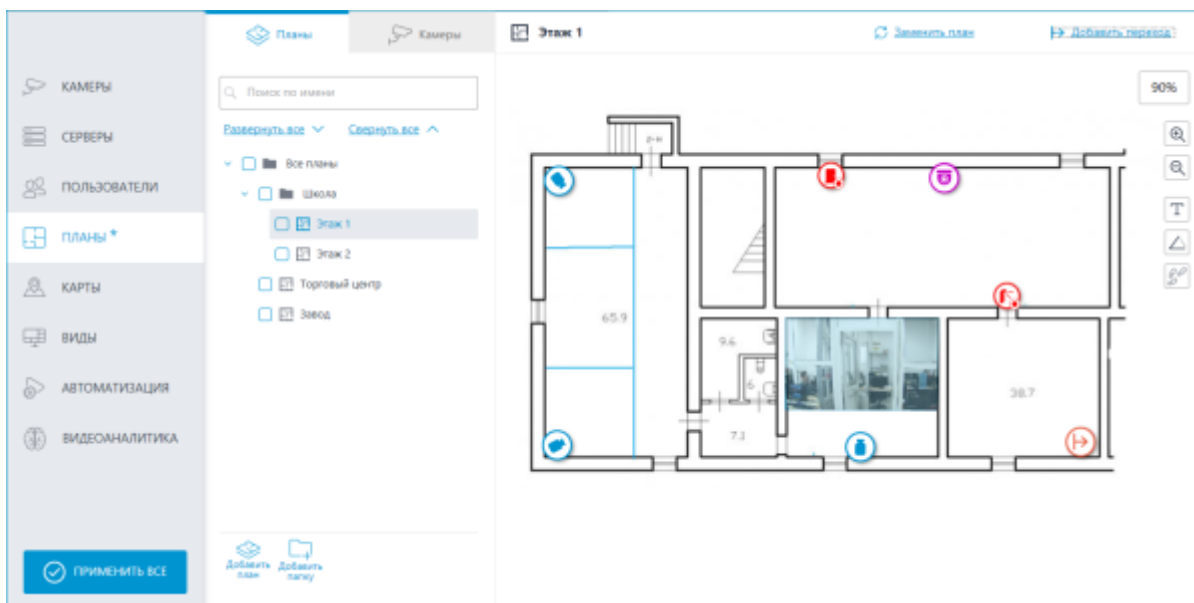 Планы
Камеры
Этаж 1
Заменить план
Добавить переход
КАМЕРЫ
СЕРВЕРЫ
ПОЛЬЗОВАТЕЛИ
ПЛАНЫ *
КАРТЫ
ВИДЫ
АВТОМАТИЗАЦИЯ
ВИДЕОАНАЛИТИКА
ПРИМЕНИТЬ ВСЕ
Поиск по имени
Развернуть все
Свернуть все
Все планы
Школа
Этаж 1
Этаж 2
Торговый центр
Завод
Добавить
план
Добавить
папку
90%
T
65.9
9.6
6
7.1
38.7